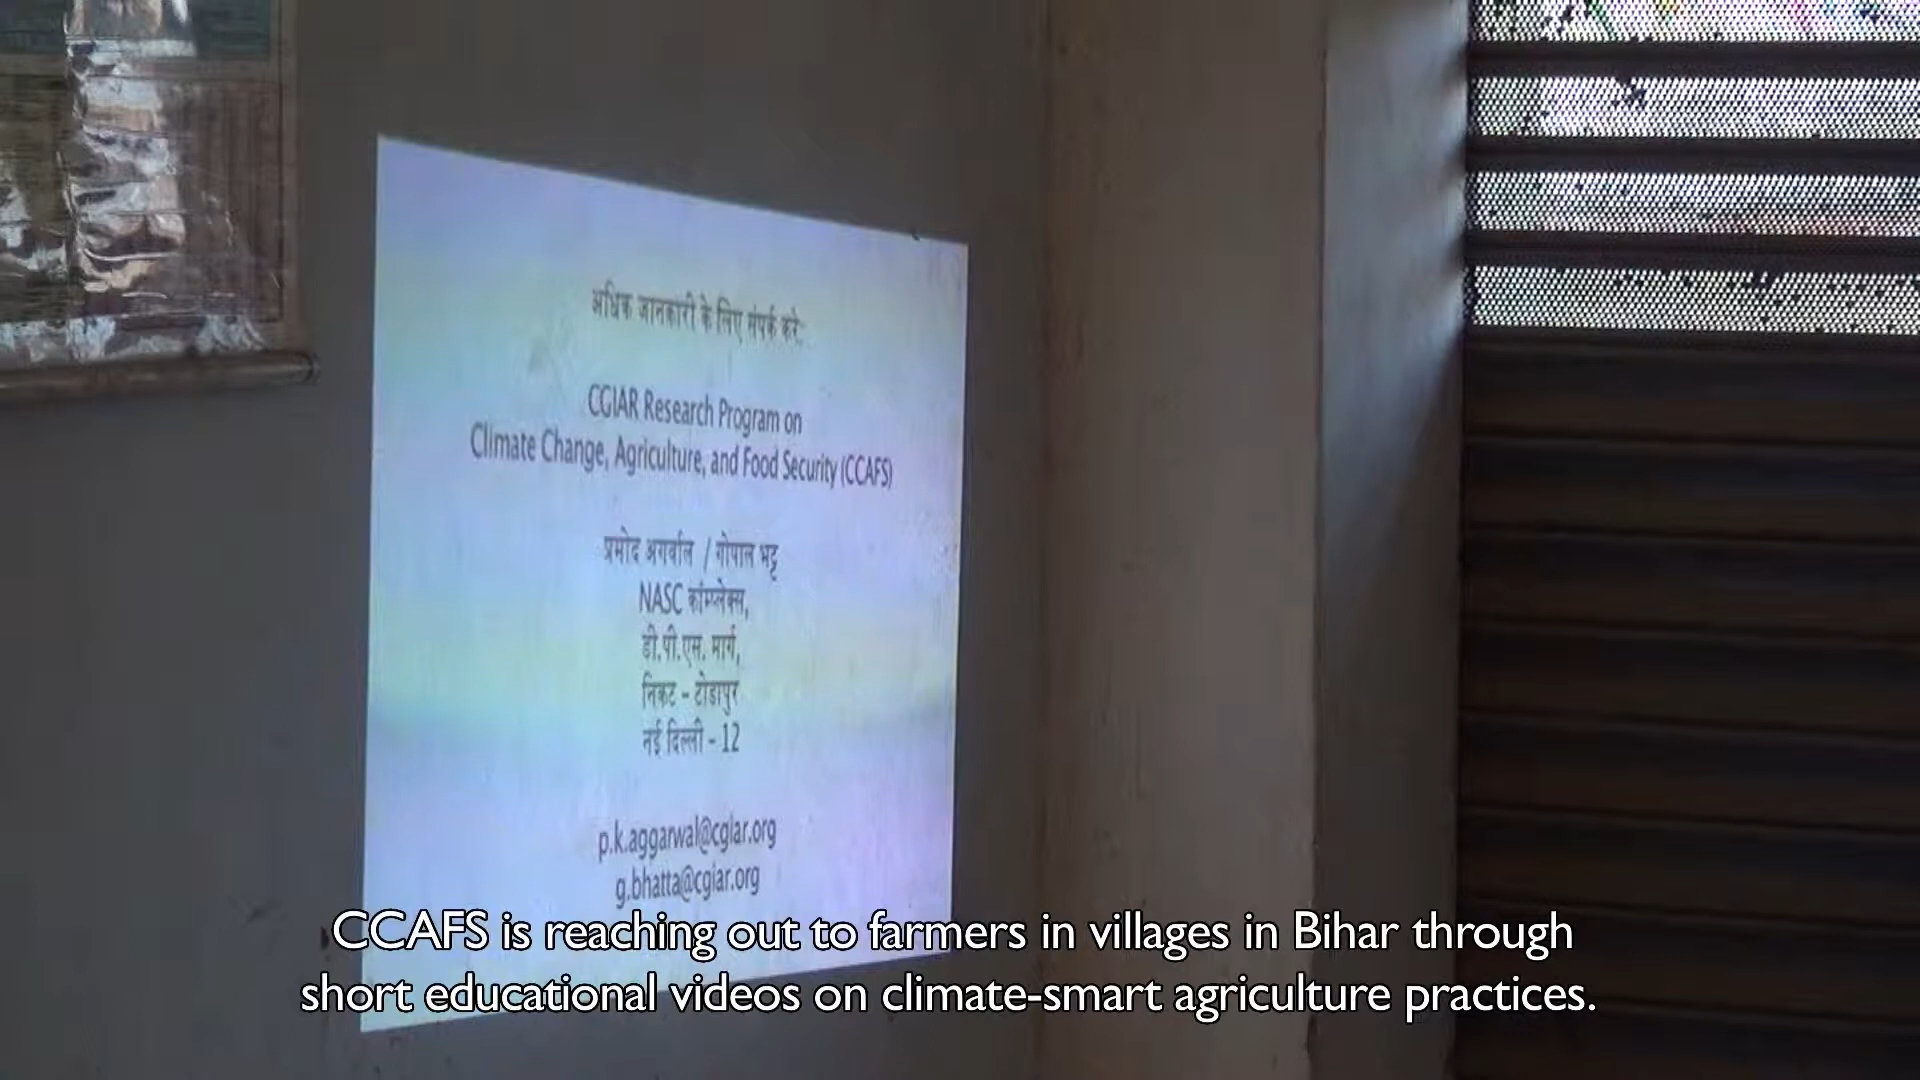 अधिक जानकारी के लिए संपर्क करे:
CGIAR Research Program on
Climate Change, Agriculture, and Food Security (CCAFS)
प्रमोद अगर्वाल / गोपाल भट्ट
NASC कॉम्प्लेक्स,
डी.पी.एस. मार्ग,
निकट - टोडापुर
नई दिल्ली - 12
p.k.aggarwal@cgiar.org
g.bhatta@cgiar.org
CCAFS is reaching out to farmers in villages in Bihar through
short educational videos on climate-smart agriculture practices.